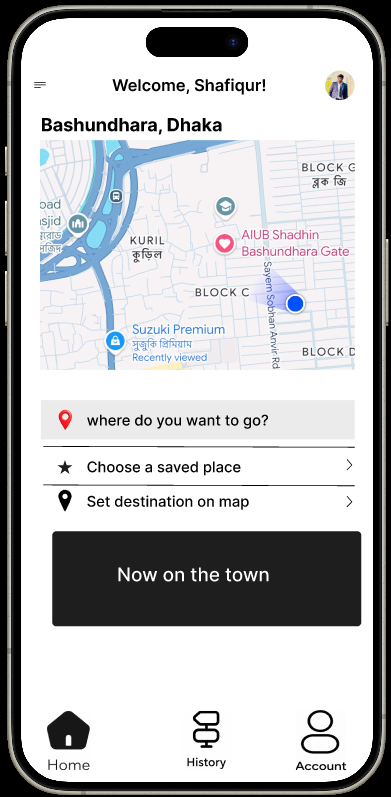 Welcome, Shafiqur!
Bashundhara, Dhaka
BLOCK G
ব্লক জি
oad
asjid
রোড
সজিদ
KURIL
কুড়িল
AIUB Shadhin
Bashundhara Gate
BLOCK C
Sayem Sobhan Anvir Rd
Suzuki Premium
সুজুকি প্রিমিয়াম
Recently viewed
BLOCK D
where do you want to go?
Choose a saved place
Set destination on map
Now on the town
Home
History
Account